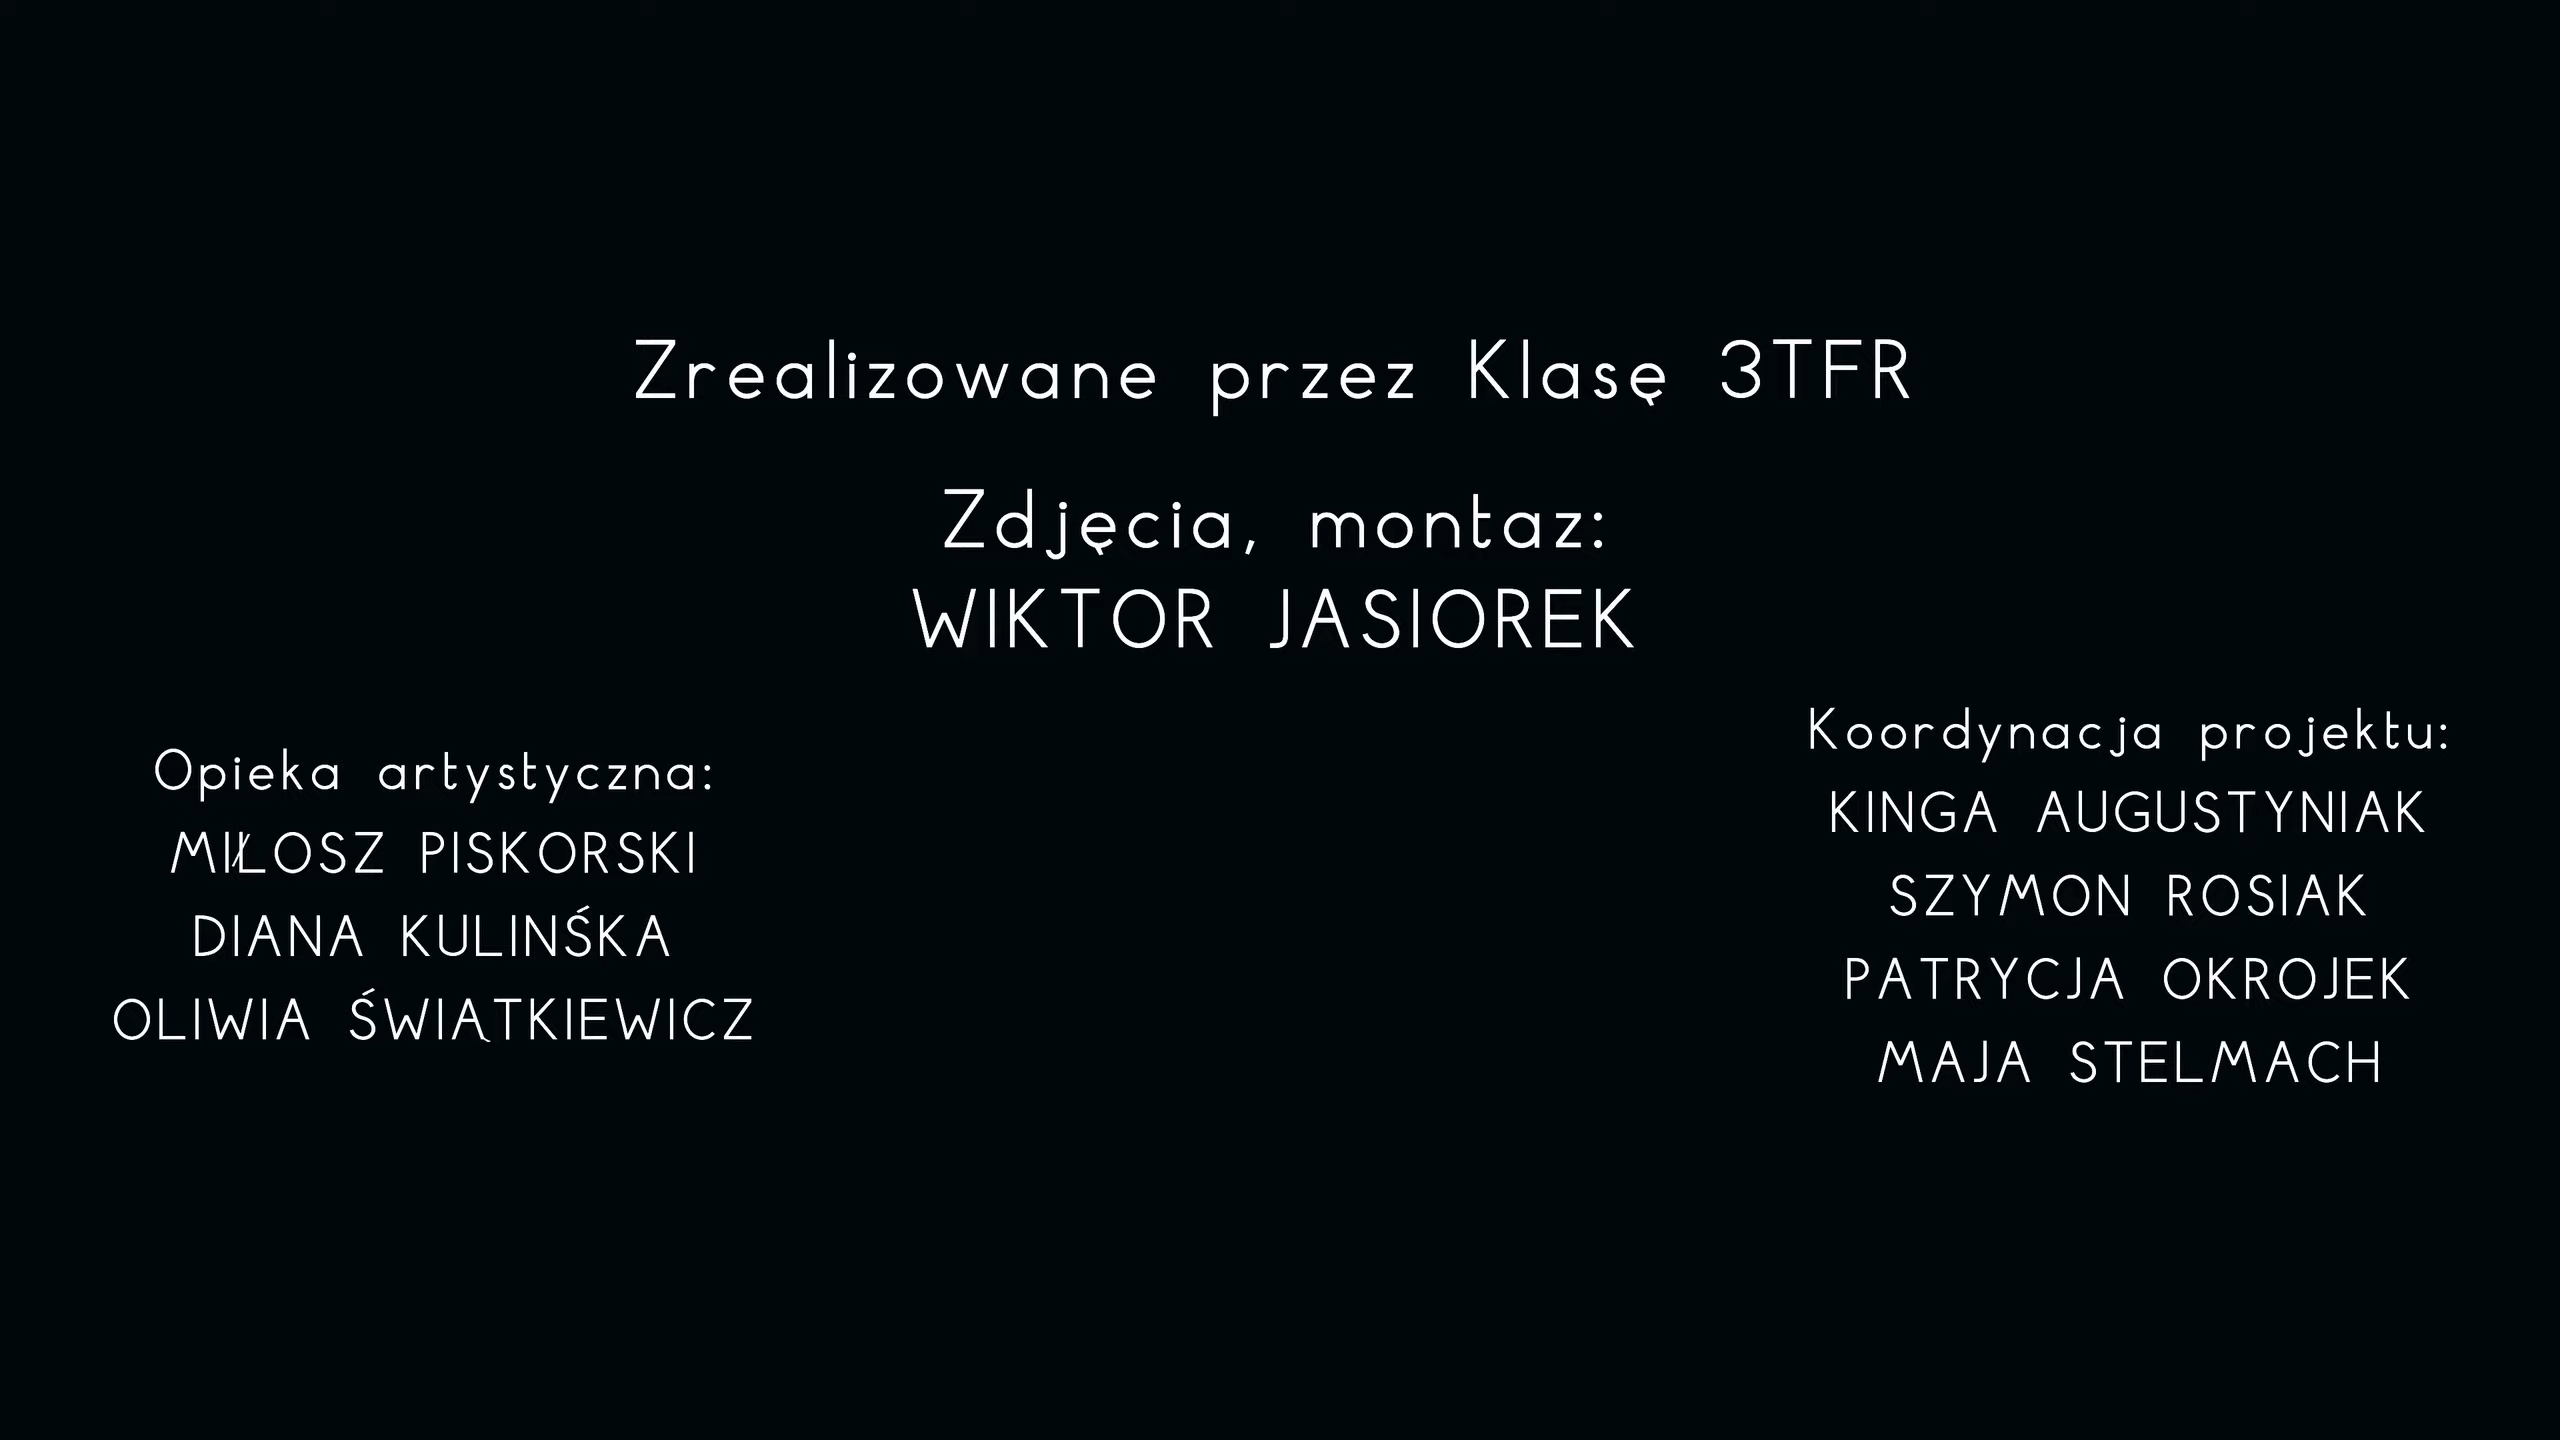 Zrealizowane przez Klasę 3TFR
Zdjęcia, montaz:
WIKTOR JASIOREK
Opieka artystyczna:
MIŁOSZ PISKORSKI
DIANA KULINŚKA
OLIWIA ŚWIĄTKIEWICZ
Koordynacja projektu:
KINGA AUGUSTYNIAK
SZYMON ROSIAK
PATRYCJA OKROJEK
MAJA STELMACH